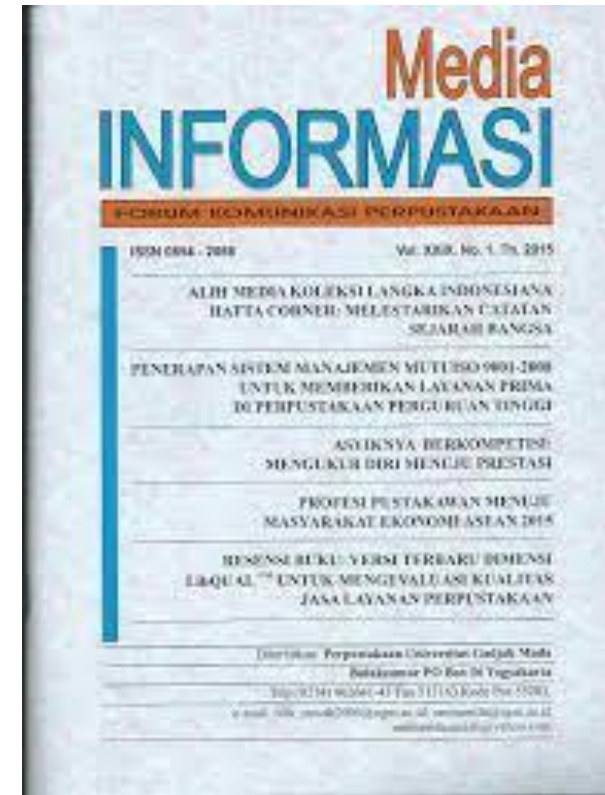 Media
INFORMASI
FORUM KOMUNIKASI PERPUSTAKAAN
ISSN Vol. XXIX. No. 1. Th. 2015
ALIH MEDIA KOLEKSI LANGKA INDONESIANA
HATTA CORNER: MELESTARIKAN CATATAN
SEJARAH BANGSA
PENERAPAN SISTEM MANAJEMEN MUTU ISO 9001-2008
UNTUK MEMBERIKAN LAYANAN PRIMA
DI PERPUSTAKAAN PERGURUAN TINGGI
ASYIKNYA BERKOMPETISI:
MENGUKUR DIRI MENUJU PRESTASI
PROFESI PUSTAKAWAN MENUJU
MASYARAKAT EKONOMI ASEAN 2015
RESENSI BUKU: VERSI TERBARU DIMENSI
LibQUAL™ UNTUK MENGEVALUASI KUALITAS
JASA LAYANAN PERPUSTAKAAN
Diterbitkan: Perpustakaan Universitas Gadjah Mada
Bulaksumur PO Box 16 Yogyakarta